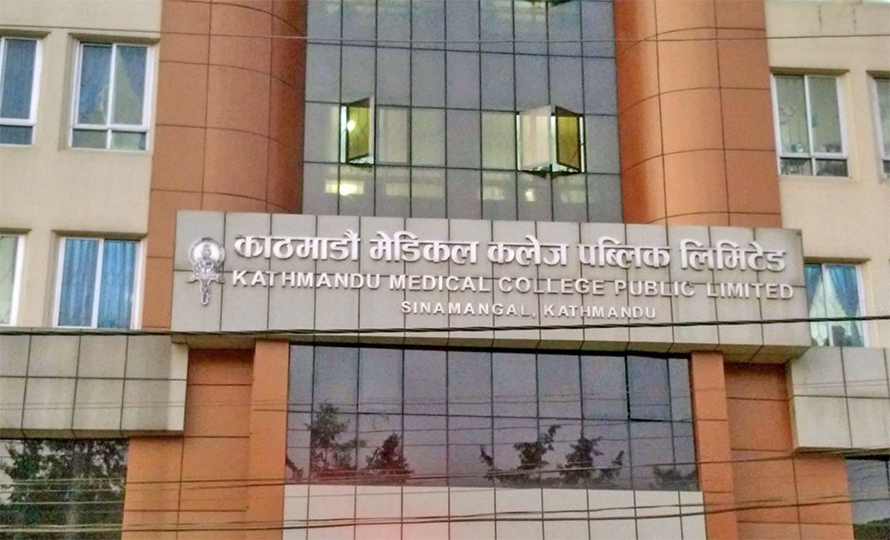 काठमाडौं मेडिकल कलेज पब्लिक लिमिटेड
KATHMANDU MEDICAL COLLEGE PUBLIC LIMITED
SINAMANGAL, KATHMANDU